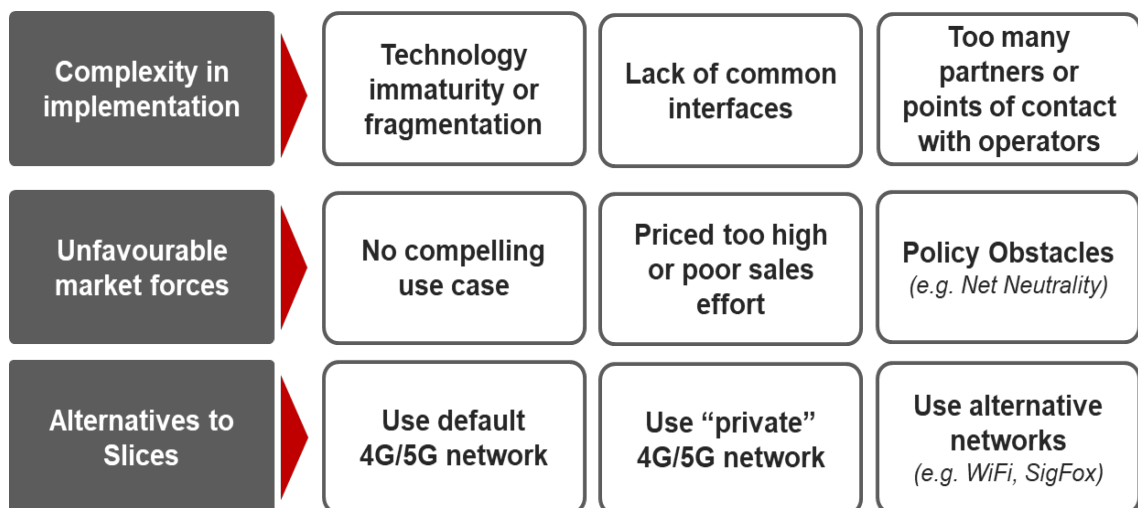 Complexity in
implementation
Technology
immaturity or
fragmentation
Lack of common
interfaces
Too many
partners or
points of contact
with operators
Unfavourable
market forces
No compelling
use case
Priced too high
or poor sales
effort
Policy Obstacles
(e.g. Net Neutrality)
Alternatives to
Slices
Use default
4G/5G network
Use “private”
4G/5G network
Use alternative
networks
(e.g. WiFi, SigFox)